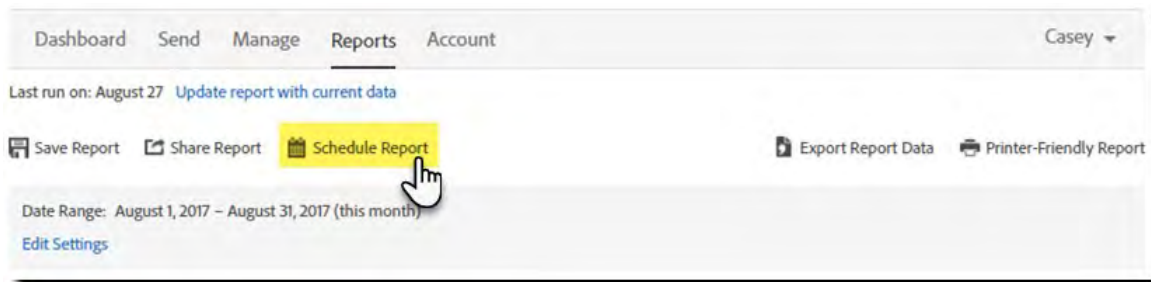 Dashboard Send Manage Reports Account Casey
Last run on: August 27 Update report with current data
Save Report Share Report Schedule Report Export Report Data Printer-Friendly Report
Date Range: August 1, 2017 – August 31, 2017 (this month)
Edit Settings